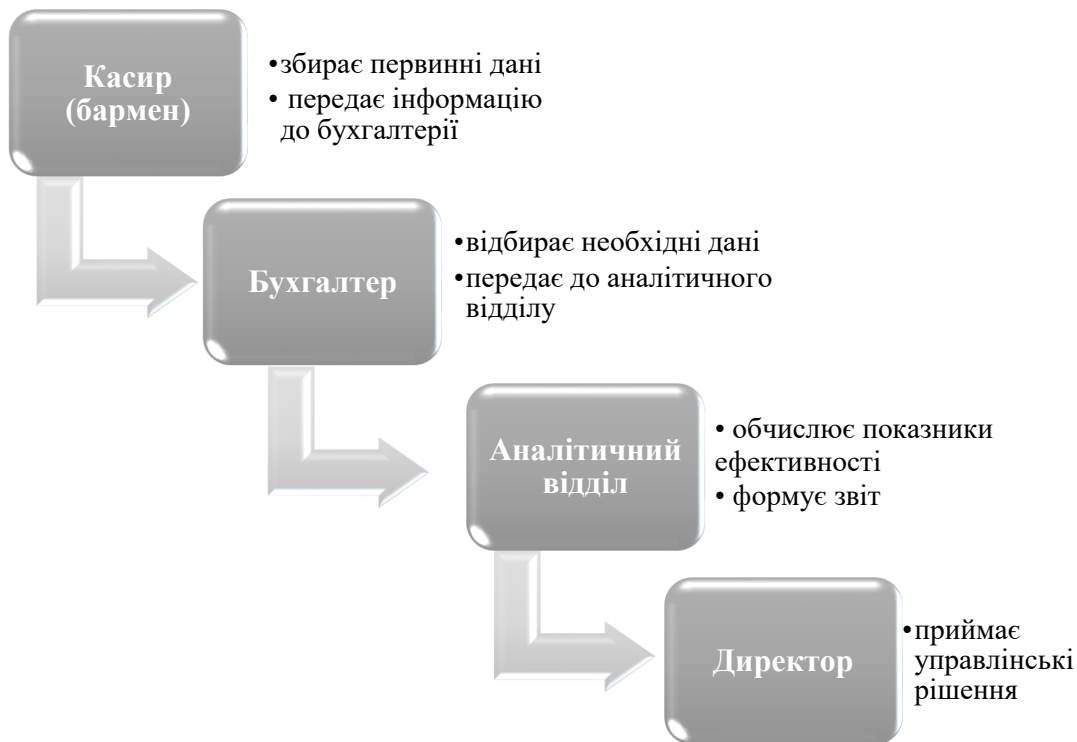 Касир
(бармен)
•збирає первинні дані
• передає інформацію
до бухгалтерії
Бухгалтер
•відбирає необхідні дані
•передає до аналітичного
відділу
Аналітичний
відділ
• обчислює показники
ефективності
• формує звіт
Директор
•приймає
управлінські
рішення